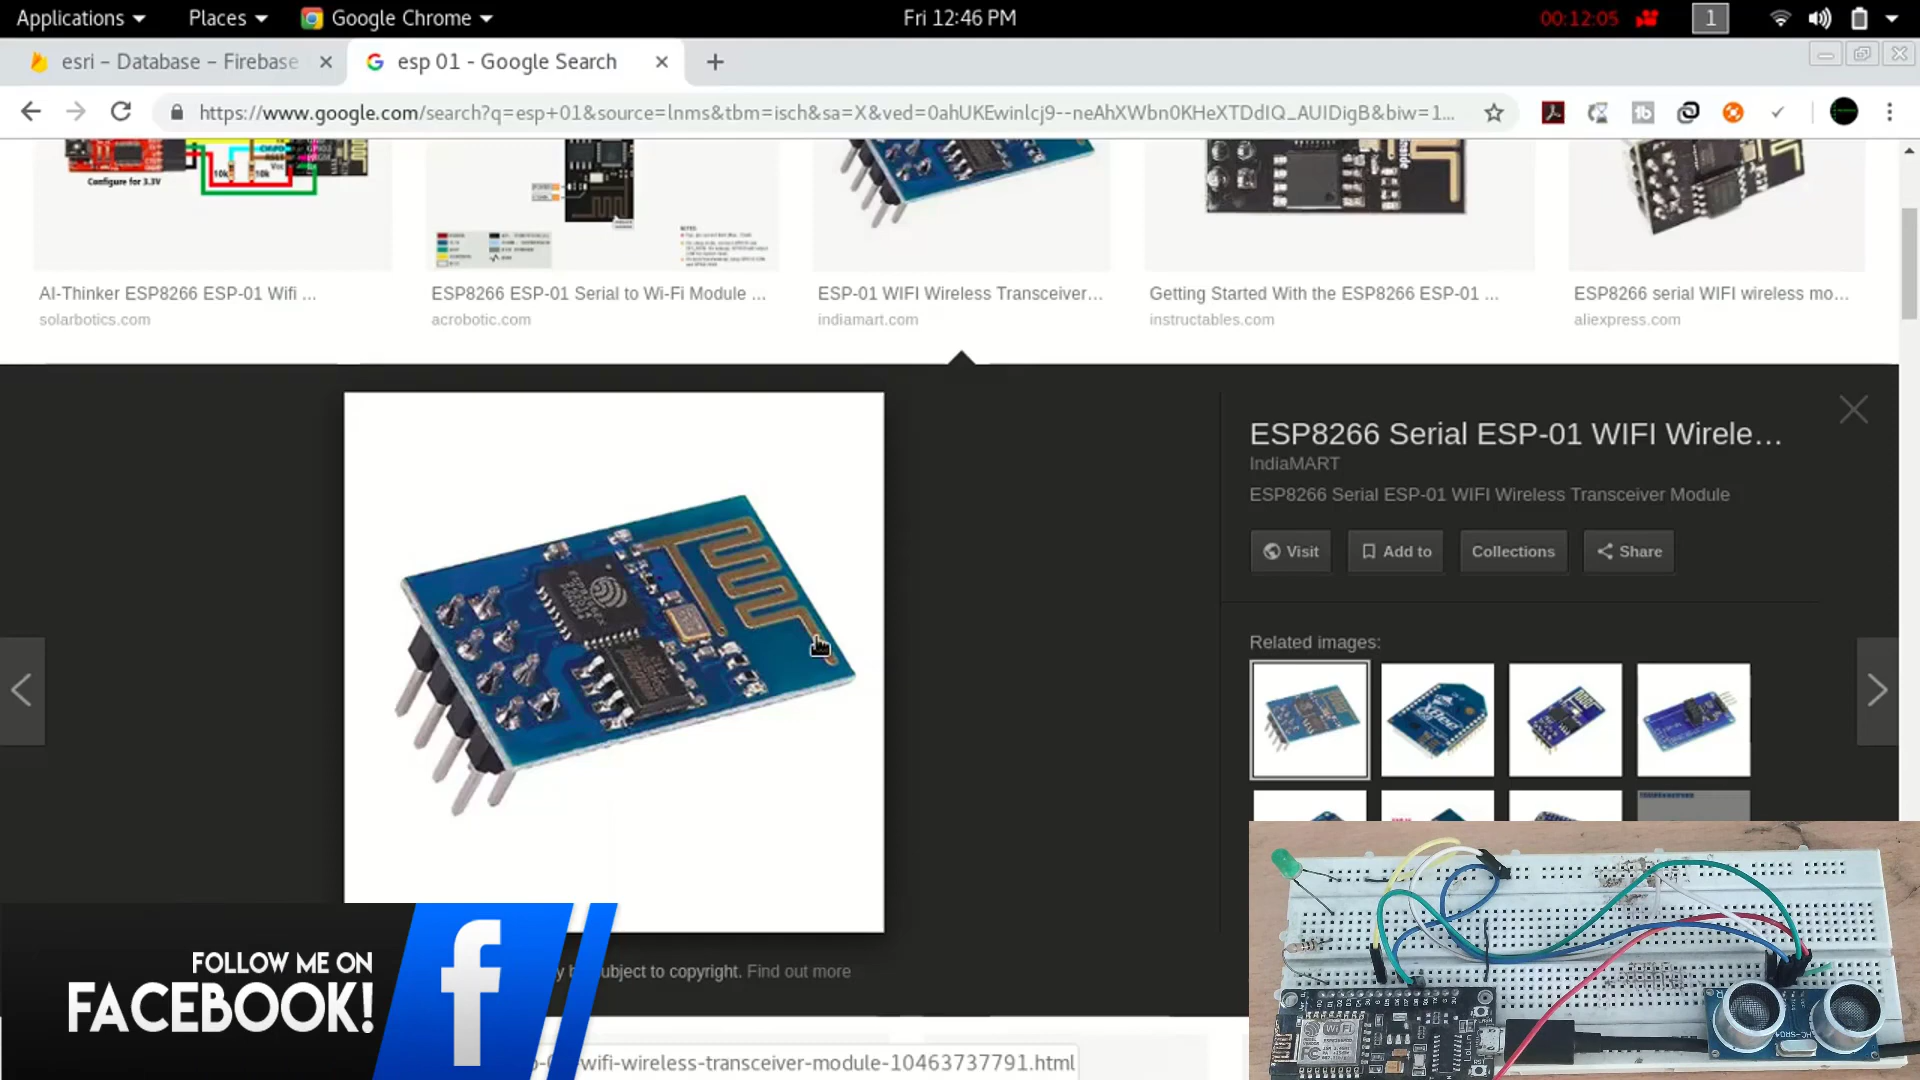 Applications Places Google Chrome Fri 12:46 PM 00:12:05 1
esri – Database – Firebase esp 01 - Google Search
https://www.google.com/search?q=esp+01&source=lnms&tbm=isch&sa=X&ved=0ahUKEwinlcj9--neAhXWbn0KHeXTDdIQ_AUIDigB&biw=1...
Configure for 3.3V
10k 10k
AI-Thinker ESP8266 ESP-01 Wifi ...
solarbotics.com
ESP8266 ESP-01 Serial to Wi-Fi Module ...
acrobotic.com
ESP-01 WIFI Wireless Transceiver...
indiamart.com
Getting Started With the ESP8266 ESP-01 ...
instructables.com
ESP8266 serial WIFI wireless mo...
aliexpress.com
ESP8266 Serial ESP-01 WIFI Wirele...
IndiaMART
ESP8266 Serial ESP-01 WIFI Wireless Transceiver Module
Visit Add to Collections Share
Related images:
subject to copyright. Find out more
FOLLOW ME ON
FACEBOOK!
wifi-wireless-transceiver-module-10463737791.html